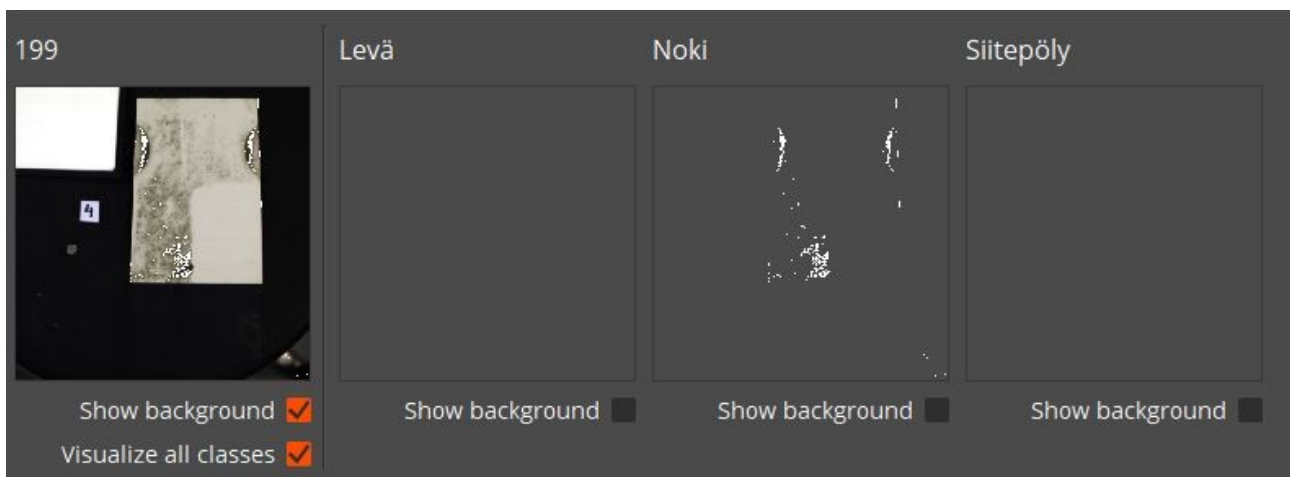 199
Levä
Noki
Siitepöly
4
Show background
Show background
Show background
Show background
Visualize all classes